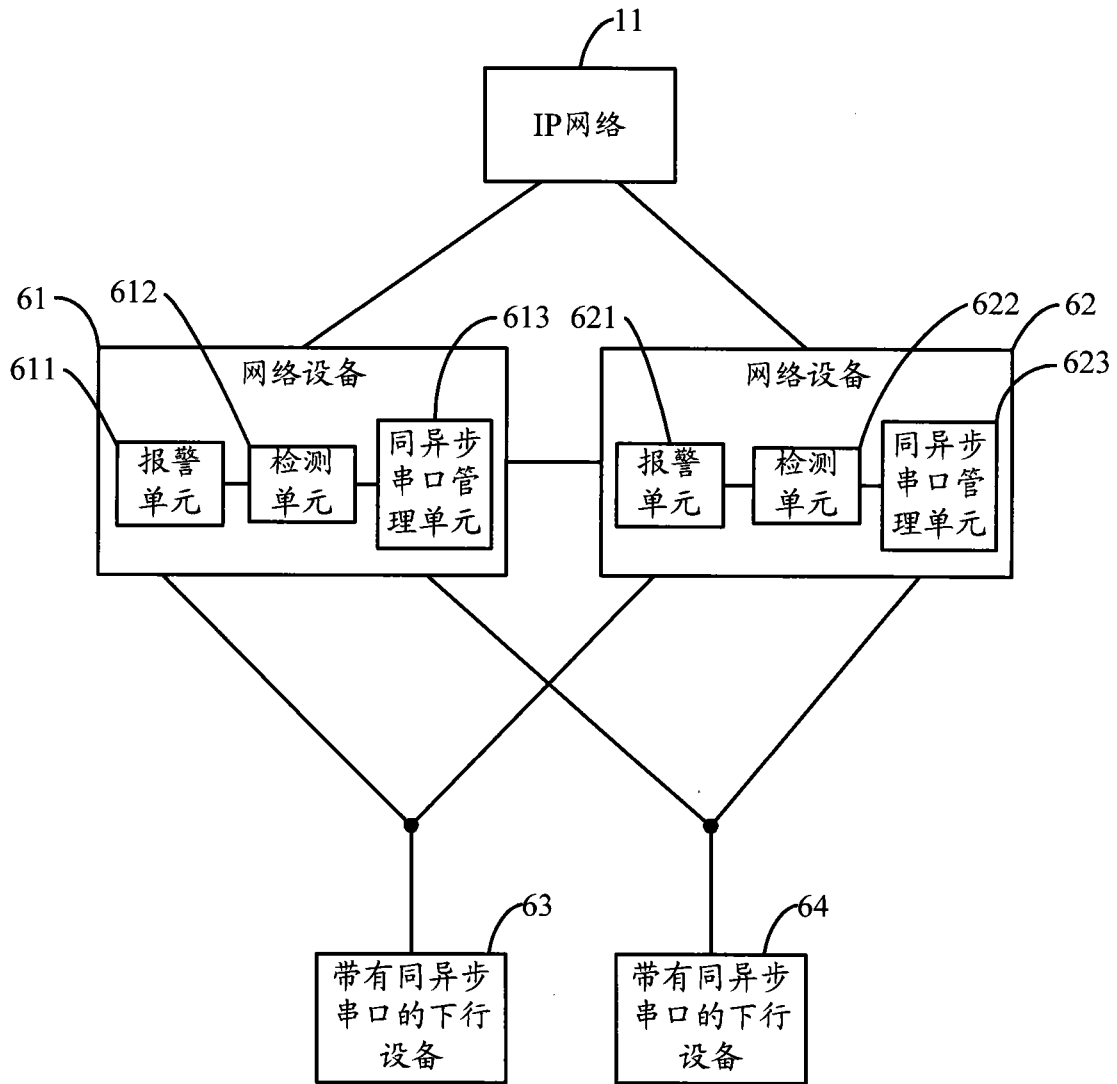 11
IP网络
61
612
613
621
622
62
611
网络设备
网络设备
623
报警
单元
检测
单元
同异步
串口管
理单元
报警
单元
检测
单元
同异步
串口管
理单元
63
64
带有同异步
串口的下行
设备
带有同异步
串口的下行
设备